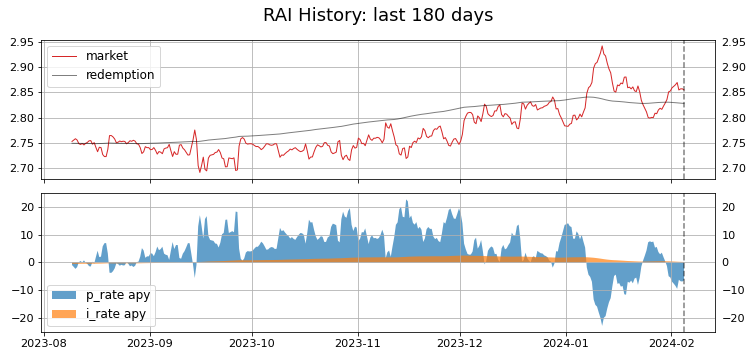 RAI History: last 180 days
2.95 2.95
market
redemption
2.90 2.90
2.85 2.85
2.80 2.80
2.75 2.75
2.70 2.70
20 20
10 10
0 0
−10 −10
p_rate apy
i_rate apy
−20 −20
2023-08 2023-09 2023-10 2023-11 2023-12 2024-01 2024-02